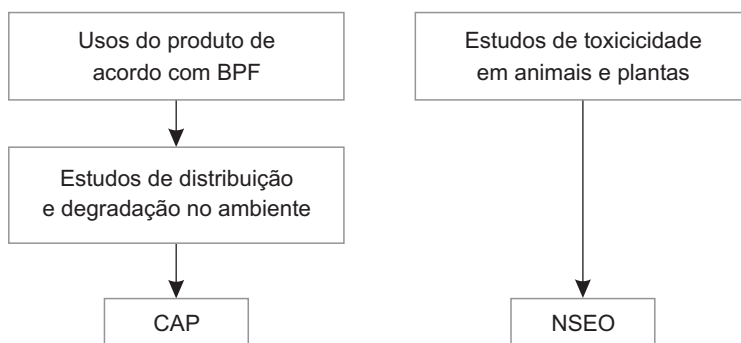 Usos do produto de
acordo com BPF
Estudos de distribuição
e degradação no ambiente
CAP
Estudos de toxicicidade
em animais e plantas
NSEO